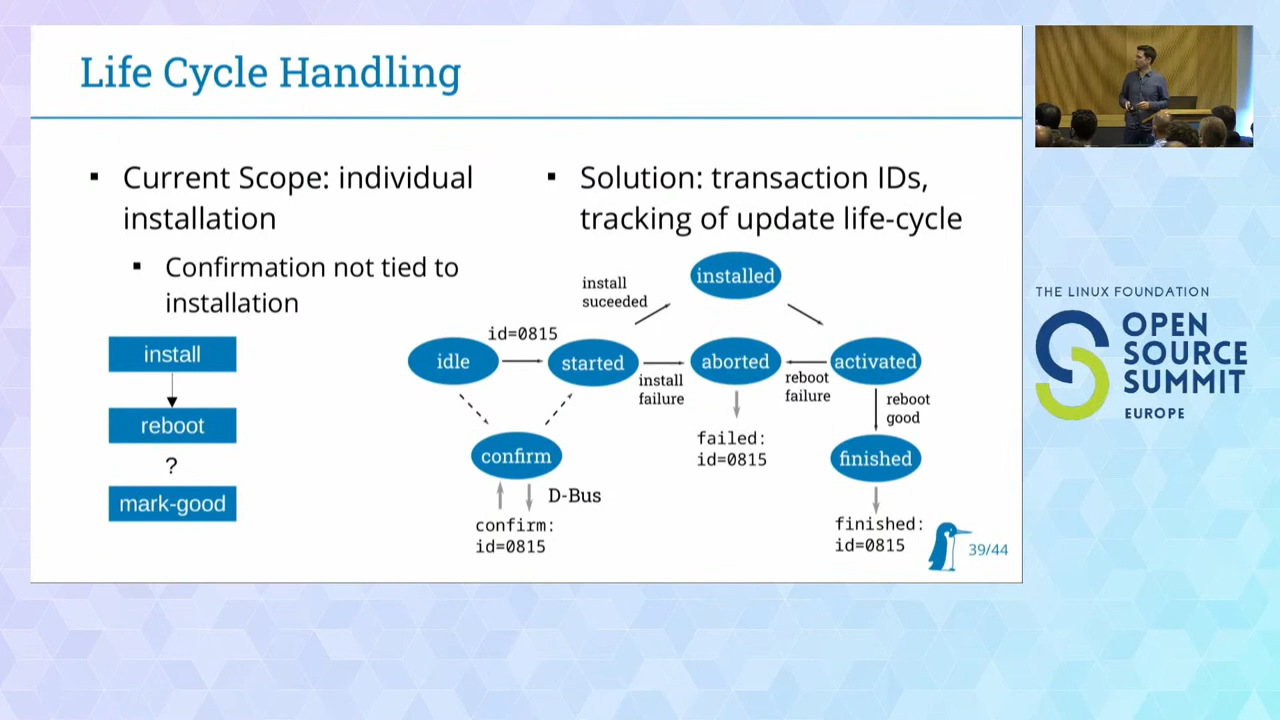 Life Cycle Handling
▪ Current Scope: individual
installation
▪ Confirmation not tied to
installation
install
reboot
?
mark-good
▪ Solution: transaction IDs,
tracking of update life-cycle
installed
install
suceeded
id=0815
idle
started
aborted
activated
install
failure
reboot
failure
reboot
good
confirm
failed:
id=0815
finished
D-Bus
confirm:
id=0815
finished:
id=0815
39/44
THE LINUX FOUNDATION
OPEN
SOURCE
SUMMIT
EUROPE